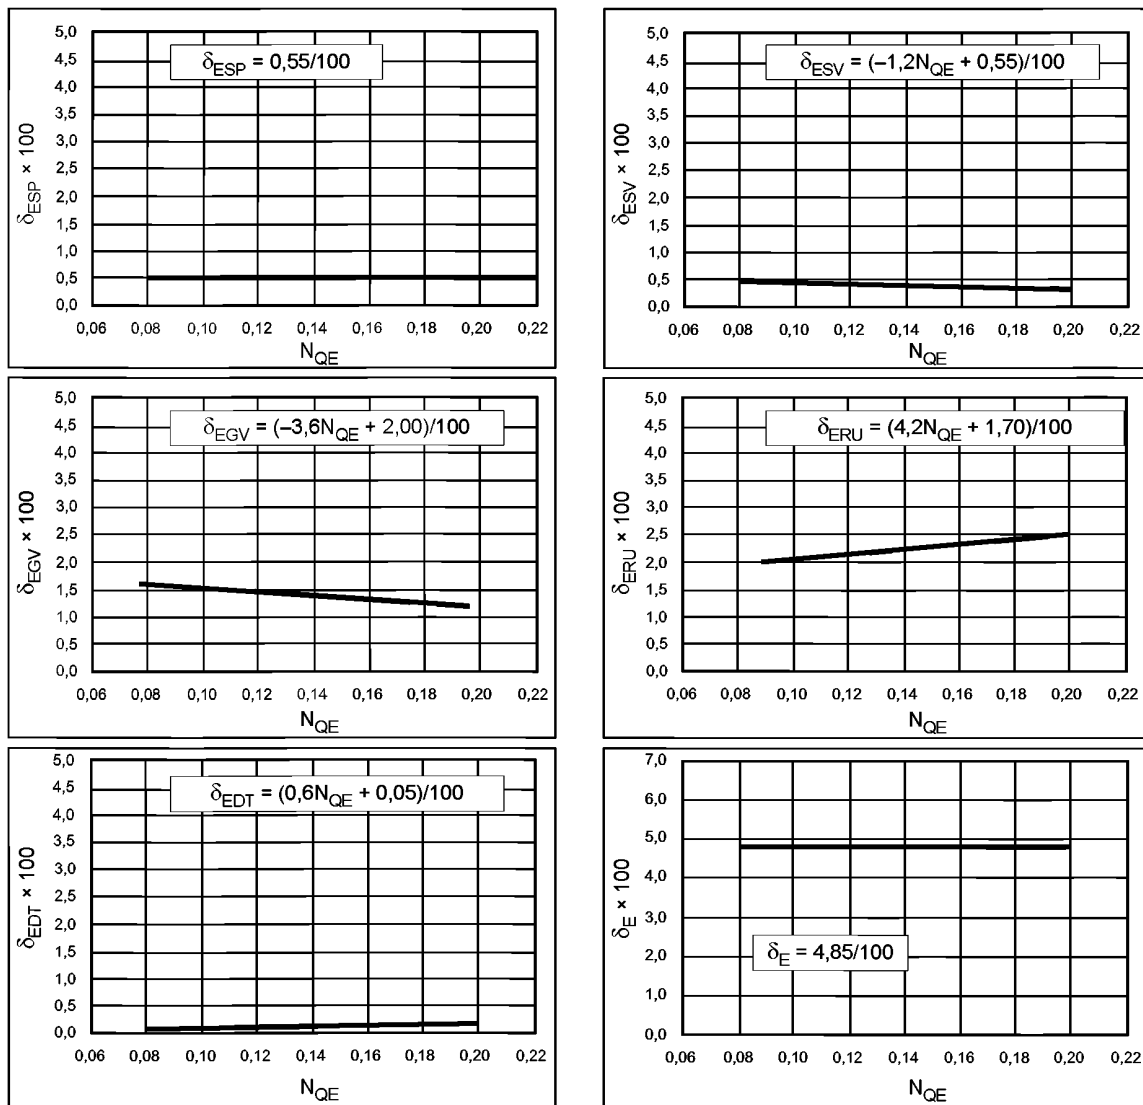 5,0
4,5
4,0
3,5
3,0
2,5
2,0
1,5
1,0
0,5
0,0
δESP × 100
δESP = 0,55/100
0,06 0,08 0,10 0,12 0,14 0,16 0,18 0,20 0,22
NQE
5,0
4,5
4,0
3,5
3,0
2,5
2,0
1,5
1,0
0,5
0,0
δESV × 100
δESV = (–1,2NQE + 0,55)/100
0,06 0,08 0,10 0,12 0,14 0,16 0,18 0,20 0,22
NQE
5,0
4,5
4,0
3,5
3,0
2,5
2,0
1,5
1,0
0,5
0,0
δEGV × 100
δEGV = (–3,6NQE + 2,00)/100
0,06 0,08 0,10 0,12 0,14 0,16 0,18 0,20 0,22
NQE
5,0
4,5
4,0
3,5
3,0
2,5
2,0
1,5
1,0
0,5
0,0
δERU × 100
δERU = (4,2NQE + 1,70)/100
0,06 0,08 0,10 0,12 0,14 0,16 0,18 0,20 0,22
NQE
5,0
4,5
4,0
3,5
3,0
2,5
2,0
1,5
1,0
0,5
0,0
δEDT × 100
δEDT = (0,6NQE + 0,05)/100
0,06 0,08 0,10 0,12 0,14 0,16 0,18 0,20 0,22
NQE
7,0
6,0
5,0
4,0
3,0
2,0
1,0
0,0
δE × 100
δE = 4,85/100
0,06 0,08 0,10 0,12 0,14 0,16 0,18 0,20 0,22
NQE